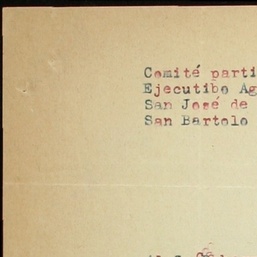 Comité parti
Ejecutibo Ag
San José de
San Bartolo